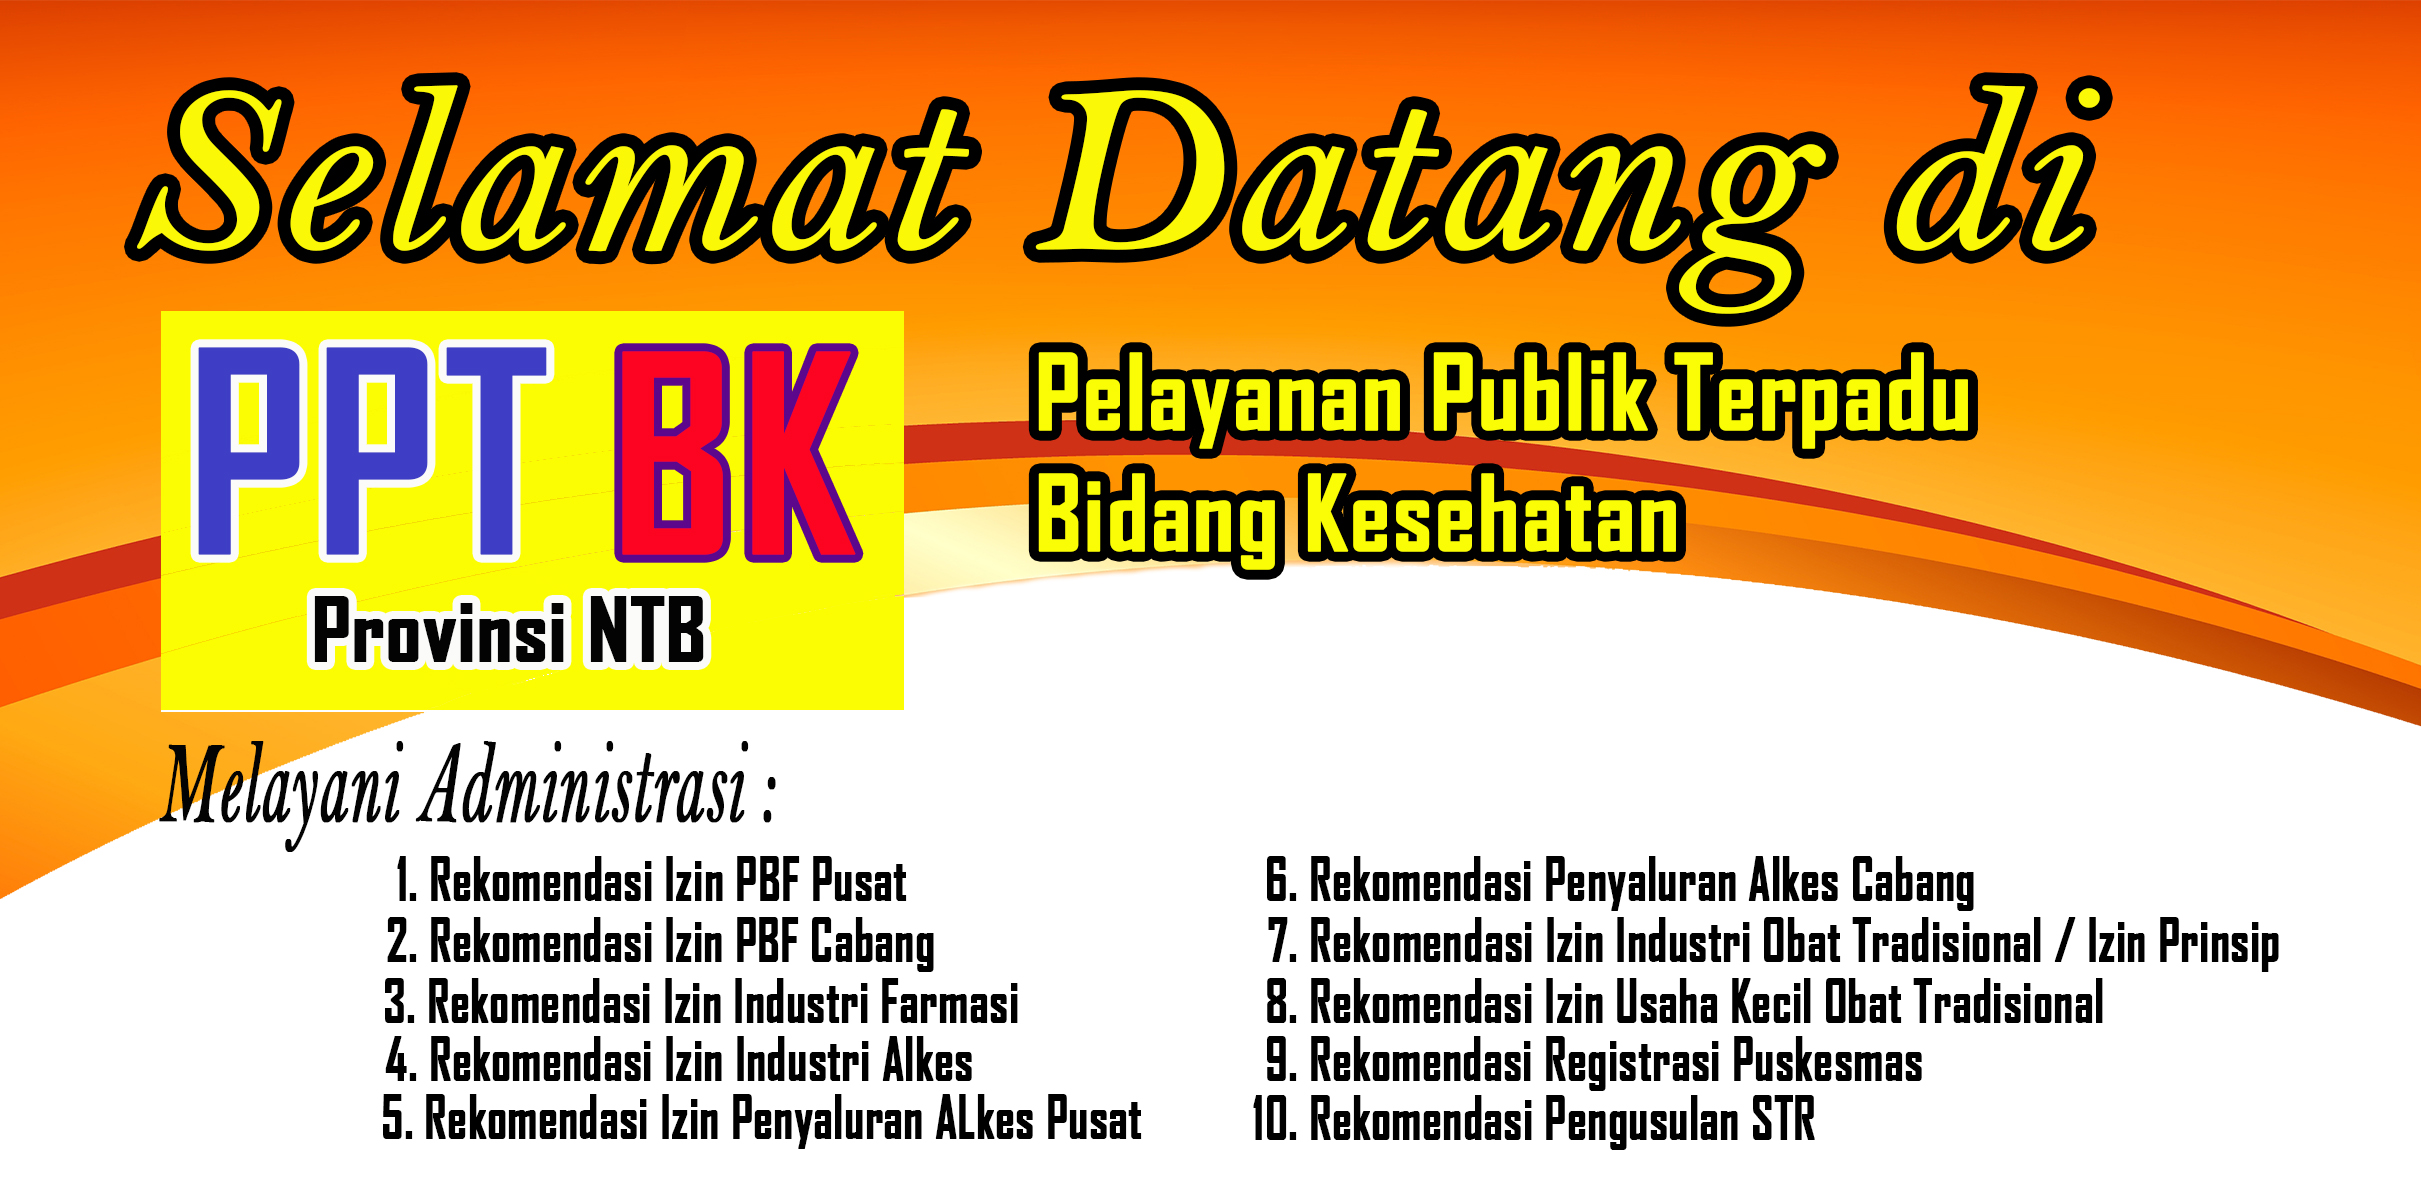 Selamat Datang di
PPT BK
Provinsi NTB
Pelayanan Publik Terpadu
Bidang Kesehatan
Melayani Administrasi :
1. Rekomendasi Izin PBF Pusat
2. Rekomendasi Izin PBF Cabang
3. Rekomendasi Izin Industri Farmasi
4. Rekomendasi Izin Industri Alkes
5. Rekomendasi Izin Penyaluran ALkes Pusat
6. Rekomendasi Penyaluran Alkes Cabang
7. Rekomendasi Izin Industri Obat Tradisional / Izin Prinsip
8. Rekomendasi Izin Usaha Kecil Obat Tradisional
9. Rekomendasi Registrasi Puskesmas
10. Rekomendasi Pengusulan STR